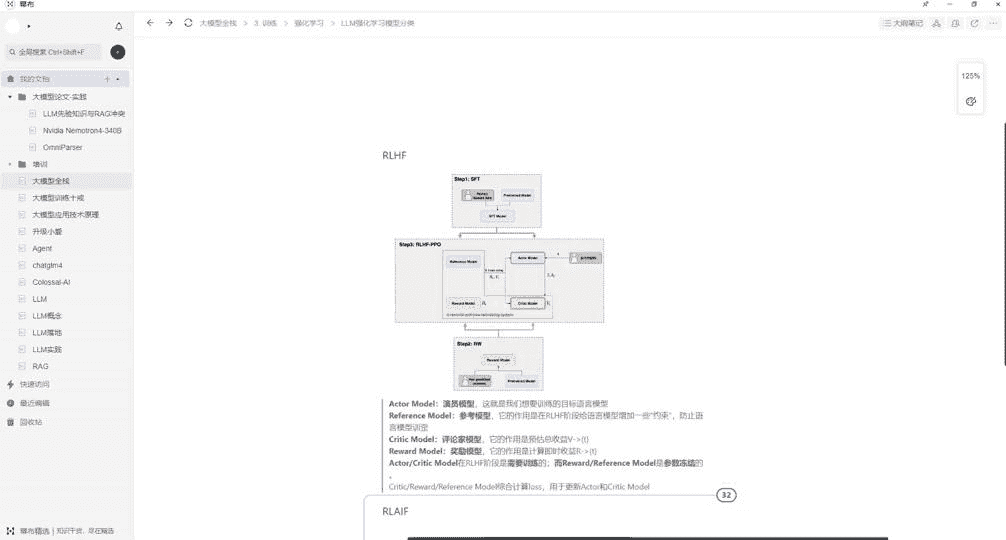 幕布
大模型全栈 > 3. 训练 > 强化学习 > LLM强化学习模型分类
大纲笔记
全局搜索 Ctrl+Shift+F
我的文档
大模型论文-实践
LLM先验知识与RAG冲突
Nvidia Nemotron4-340B
OmniParser
培训
大模型全栈
大模型训练十戒
大模型应用技术原理
升级小爱
Agent
chatglm4
Colossal-AI
LLM
LLM概念
LLM落地
LLM实践
RAG
快速访问
最近编辑
回收站
幕布精选 | 知识干货，尽在精选
125%
RLHF
Step1: SFT
Pretrained Model
SFT Model
Step3: RLHF-PPO
Reference Model
Actor Model
Reward Model
Critic Model
Step2: RW
Reward Model
Pretrained Model
Actor Model：演员模型，这就是我们想要训练的目标语言模型
Reference Model：参考模型，它的作用是在RLHF阶段给语言模型增加一些“约束”，防止语
言模型训歪
Critic Model：评论家模型，它的作用是预估总收益V->(t)
Reward Model：奖励模型，它的作用是计算即时收益R->(t)
Actor/Critic Model在RLHF阶段是需要训练的；而Reward/Reference Model是参数冻结的
。
Critic/Reward/Reference Model综合计算loss，用于更新Actor和Critic Model
32
RLAIF